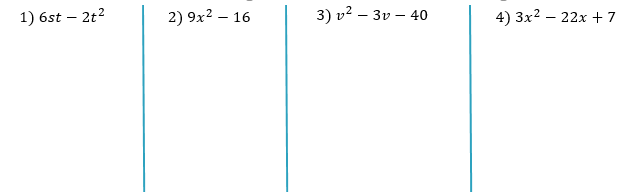 1) 6st − 2t² 2) 9x² − 16 3) v² − 3v − 40 4) 3x² − 22x + 7